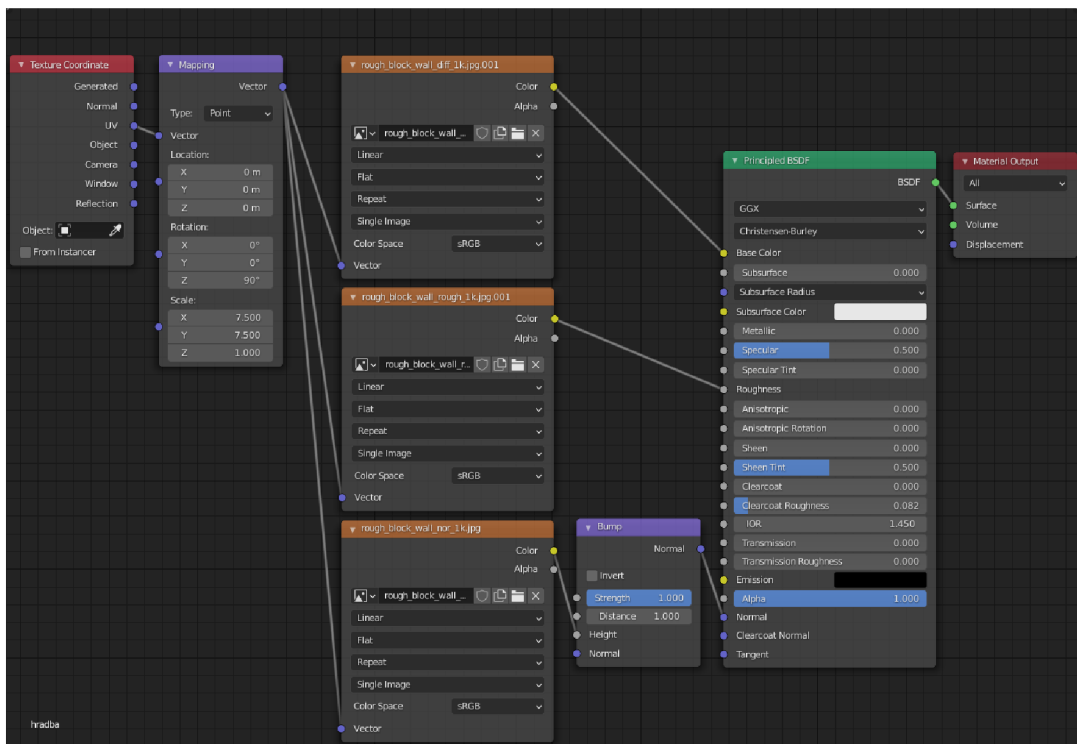 Texture Coordinate
Generated
Normal
UV
Object
Camera
Window
Reflection
Object:
From Instancer
Mapping
Vector
Type: Point
Vector
Location:
X 0 m
Y 0 m
Z 0 m
Rotation:
X 0°
Y 0°
Z 90°
Scale:
X 7.500
Y 7.500
Z 1.000
rough_block_wall_diff_1k.jpg.001
Color
Alpha
rough_block_wall_...
Linear
Flat
Repeat
Single Image
Color Space sRGB
Vector
rough_block_wall_rough_1k.jpg.001
Color
Alpha
rough_block_wall_r...
Linear
Flat
Repeat
Single Image
Color Space sRGB
Vector
rough_block_wall_nor_1k.jpg
Color
Alpha
rough_block_wall_...
Linear
Flat
Repeat
Single Image
Color Space sRGB
Vector
Bump
Normal
Invert
Strength 1.000
Distance 1.000
Height
Normal
Principled BSDF
BSDF
GGX
Christensen-Burley
Base Color
Subsurface 0.000
Subsurface Radius
Subsurface Color
Metallic 0.000
Specular 0.500
Specular Tint 0.000
Roughness
Anisotropic 0.000
Anisotropic Rotation 0.000
Sheen 0.000
Sheen Tint 0.500
Clearcoat 0.000
Clearcoat Roughness 0.082
IOR 1.450
Transmission 0.000
Transmission Roughness 0.000
Emission
Alpha 1.000
Normal
Clearcoat Normal
Tangent
Material Output
All
Surface
Volume
Displacement
hradba